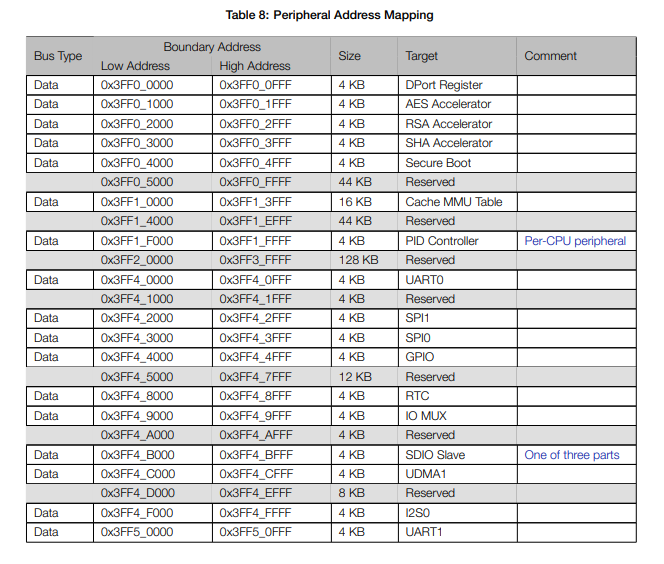 Table 8: Peripheral Address Mapping
Bus Type Boundary Address Size Target Comment
Low Address High Address
Data 0x3FF0_0000 0x3FF0_0FFF 4 KB DPort Register
Data 0x3FF0_1000 0x3FF0_1FFF 4 KB AES Accelerator
Data 0x3FF0_2000 0x3FF0_2FFF 4 KB RSA Accelerator
Data 0x3FF0_3000 0x3FF0_3FFF 4 KB SHA Accelerator
Data 0x3FF0_4000 0x3FF0_4FFF 4 KB Secure Boot
0x3FF0_5000 0x3FF0_FFFF 44 KB Reserved
Data 0x3FF1_0000 0x3FF1_3FFF 16 KB Cache MMU Table
0x3FF1_4000 0x3FF1_EFFF 44 KB Reserved
Data 0x3FF1_F000 0x3FF1_FFFF 4 KB PID Controller Per-CPU peripheral
0x3FF2_0000 0x3FF3_FFFF 128 KB Reserved
Data 0x3FF4_0000 0x3FF4_0FFF 4 KB UART0
0x3FF4_1000 0x3FF4_1FFF 4 KB Reserved
Data 0x3FF4_2000 0x3FF4_2FFF 4 KB SPI1
Data 0x3FF4_3000 0x3FF4_3FFF 4 KB SPI0
Data 0x3FF4_4000 0x3FF4_4FFF 4 KB GPIO
0x3FF4_5000 0x3FF4_7FFF 12 KB Reserved
Data 0x3FF4_8000 0x3FF4_8FFF 4 KB RTC
Data 0x3FF4_9000 0x3FF4_9FFF 4 KB IO MUX
0x3FF4_A000 0x3FF4_AFFF 4 KB Reserved
Data 0x3FF4_B000 0x3FF4_BFFF 4 KB SDIO Slave One of three parts
Data 0x3FF4_C000 0x3FF4_CFFF 4 KB UDMA1
0x3FF4_D000 0x3FF4_EFFF 8 KB Reserved
Data 0x3FF4_F000 0x3FF4_FFFF 4 KB I2S0
Data 0x3FF5_0000 0x3FF5_0FFF 4 KB UART1